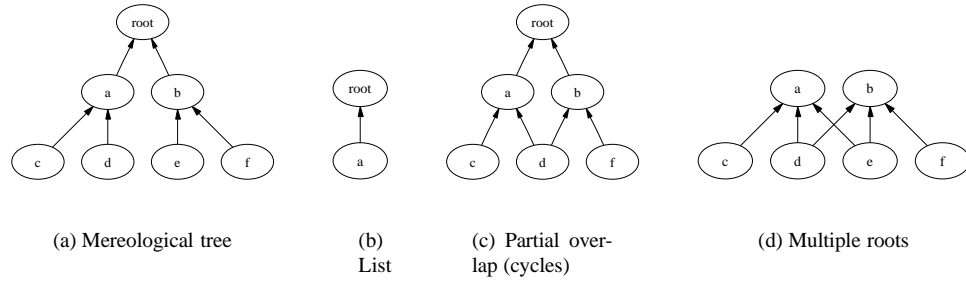 root
a b
c d e f
root
a
root
a b
c d f
a b
c d e f
(a) Mereological tree
(b)
List
(c) Partial over-
lap (cycles)
(d) Multiple roots